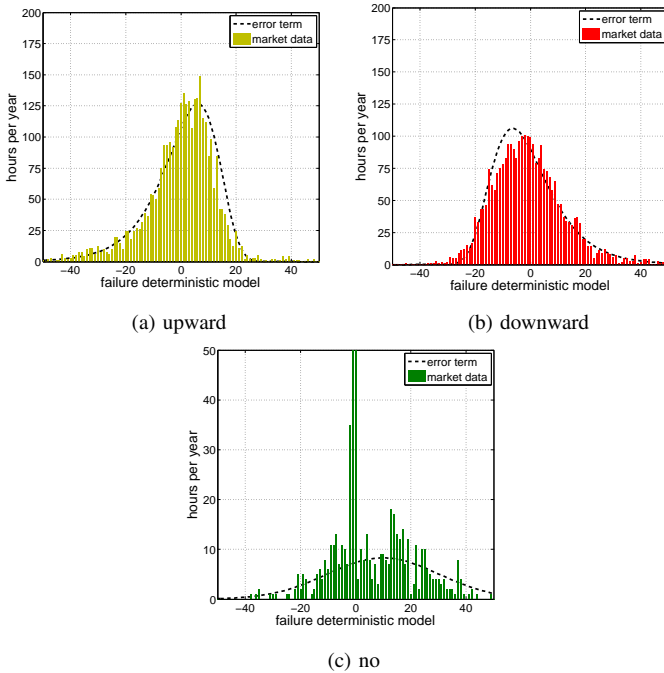 200
175
150
125
100
75
50
25
0
hours per year
−40 −20 0 20 40
failure deterministic model
error term
market data
(a) upward
200
175
150
125
100
75
50
25
0
hours per year
−40 −20 0 20 40
failure deterministic model
error term
market data
(b) downward
50
40
30
20
10
0
hours per year
−40 −20 0 20 40
failure deterministic model
error term
market data
(c) no